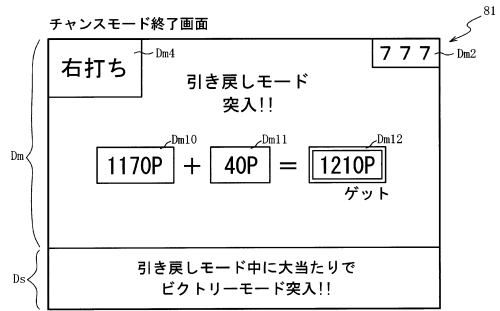 チャンスモード終了画面
81
右打ち
Dm4
7 7 7
Dm2
引き戻しモード
突入!!
Dm
Dm10
Dm11
Dm12
1170P + 40P = 1210P
ゲット
Ds
引き戻しモード中に大当たりで
ビクトリーモード突入!!